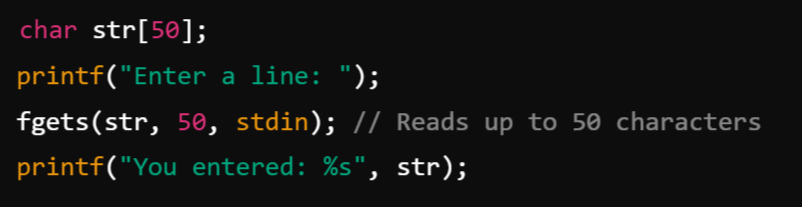 char str[50];
printf("Enter a line: ");
fgets(str, 50, stdin); // Reads up to 50 characters
printf("You entered: %s", str);